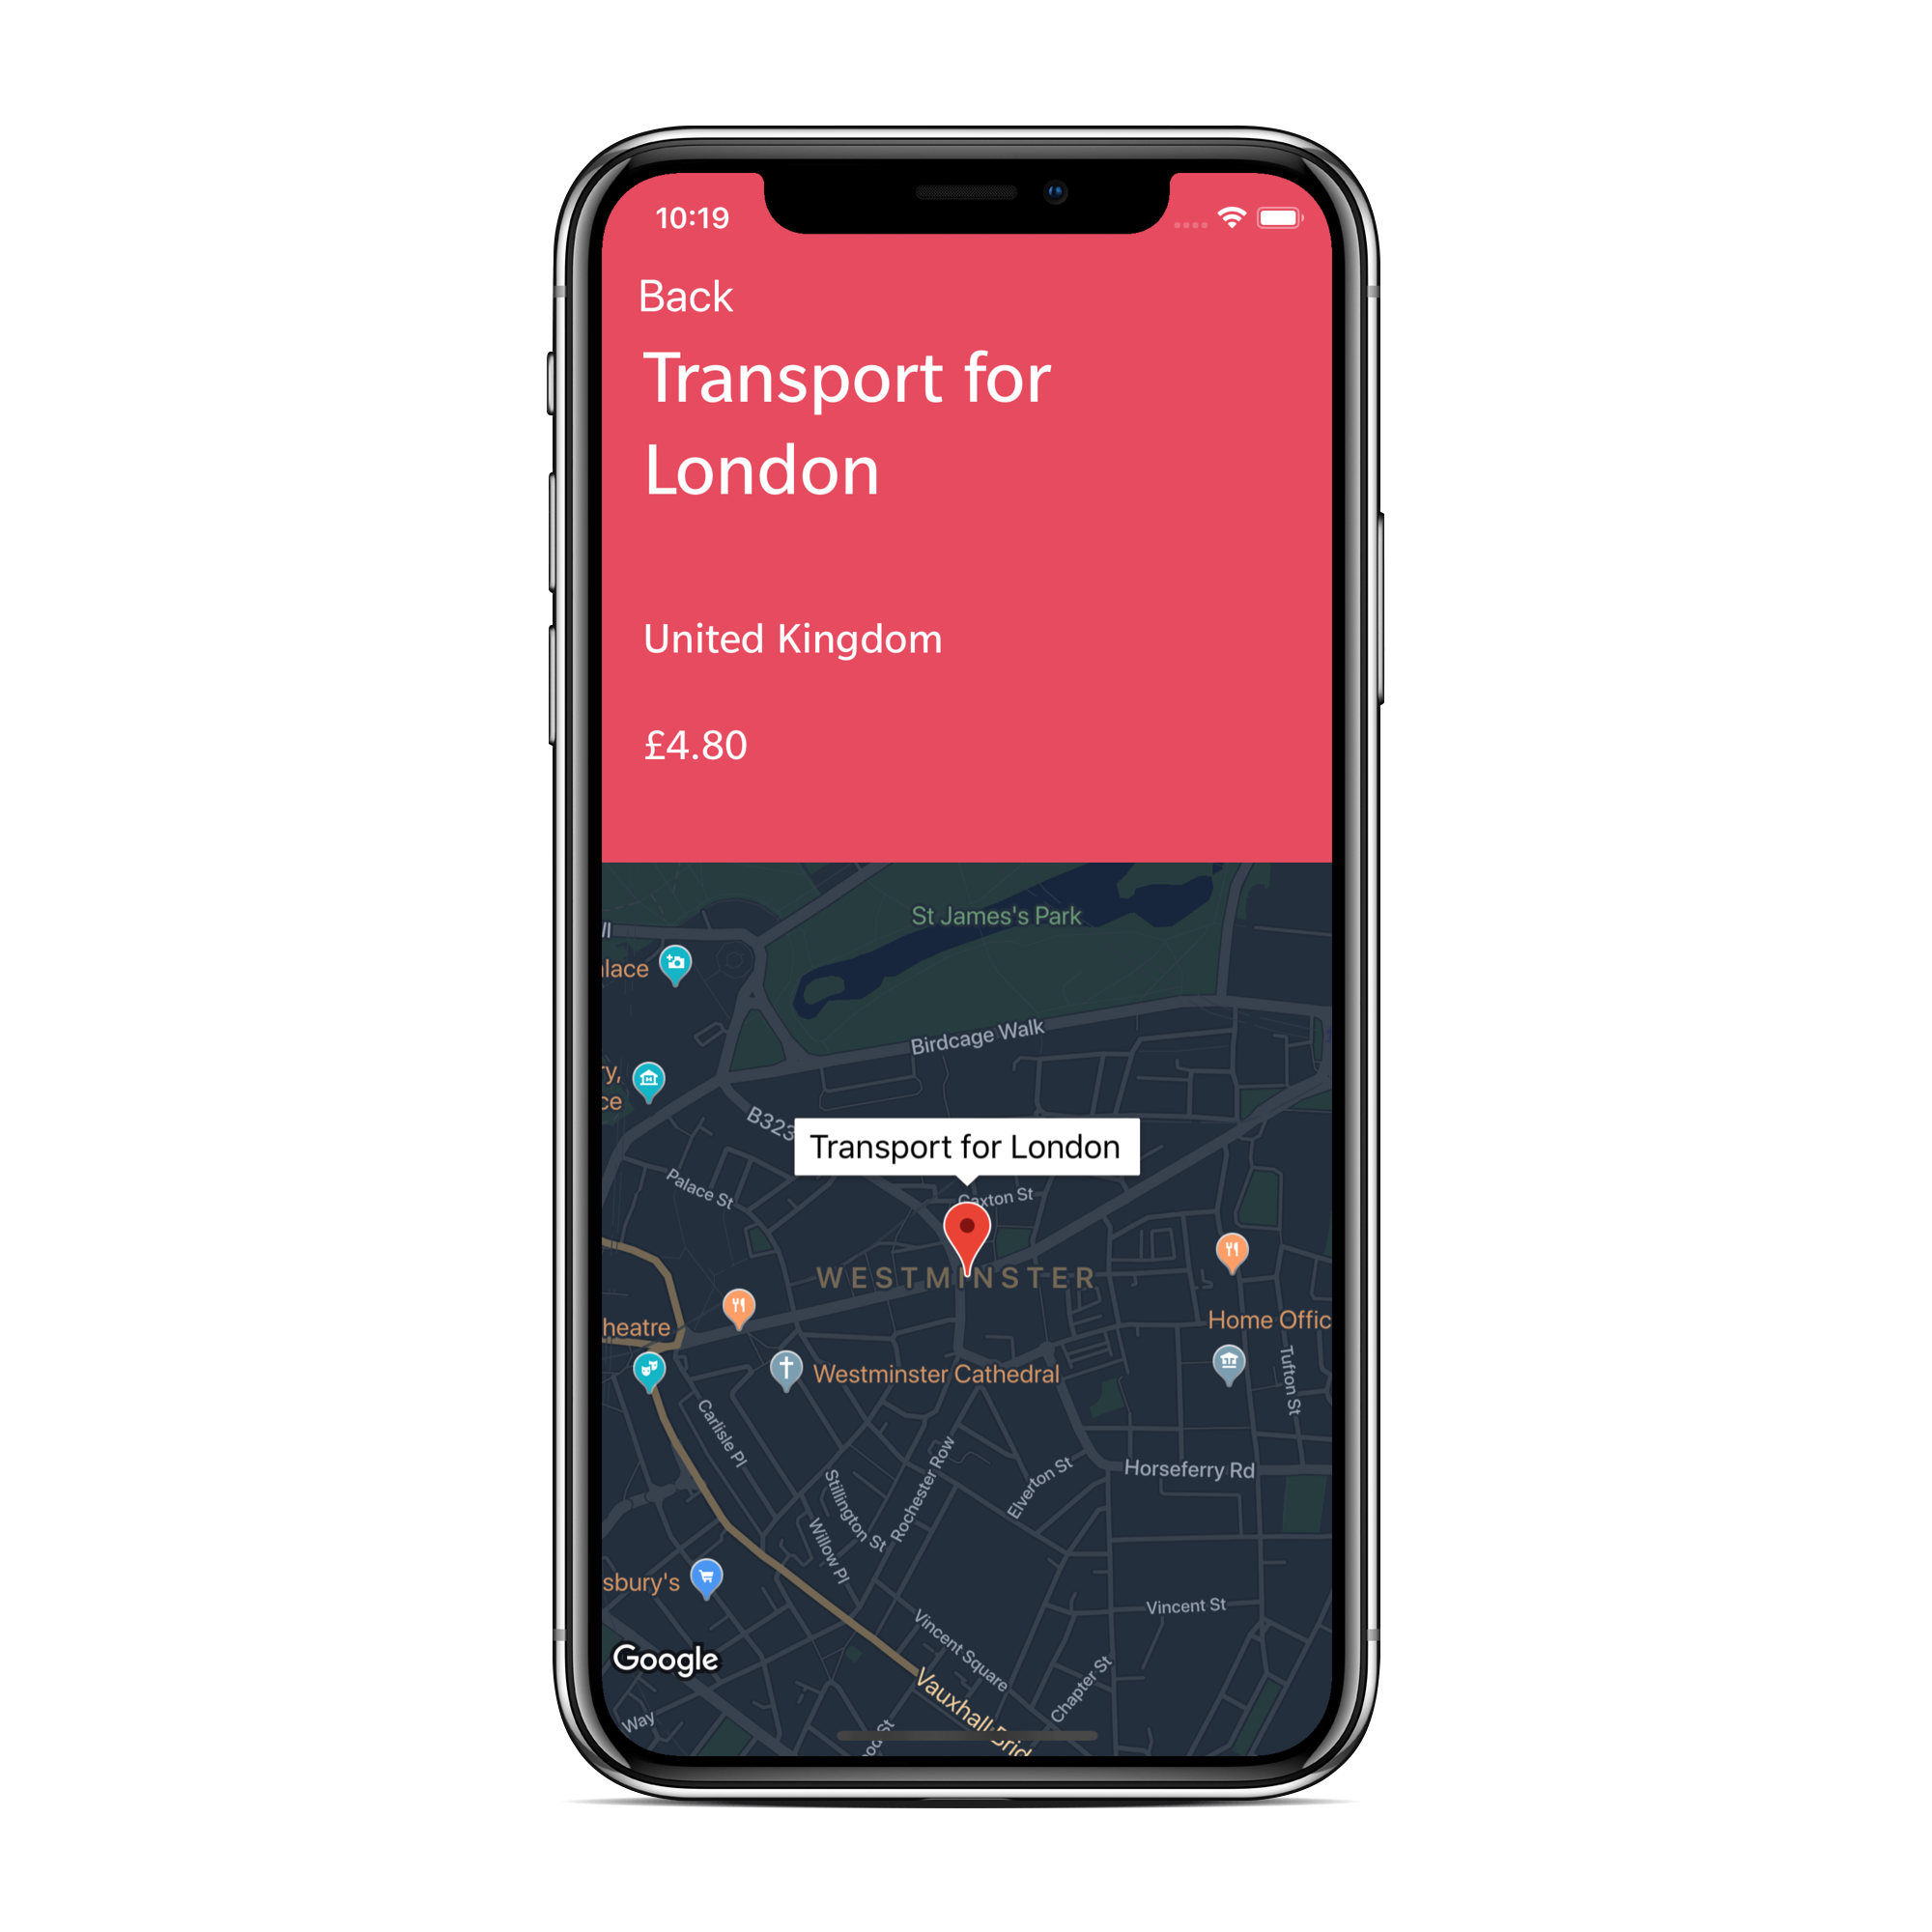 10:19
Back
Transport for
London
United Kingdom
£4.80
St James's Park
ll
lace
Birdcage Walk
ry,
ce
B323
Transport for London
Palace St
Caxton St
WESTMINSTER
Home Offic
heatre
Westminster Cathedral
Tufton St
Carlisle Pl
Horseferry Rd
Rochester Row
Elverton St
Stillington St
Willow Pl
sbury's
Vincent St
Vincent Square
Google
Chapter St
Vauxhall Brid
Way